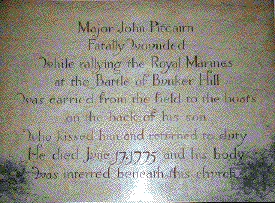 Major John Pitcairn
Fatally Wounded
While rallying the Royal Marines
at the Battle of Bunker Hill
Was carried from the field to the boats
on the back of his son
Who kissed him and returned to duty
He died June 17, 1775 and his body
Was interred beneath this church